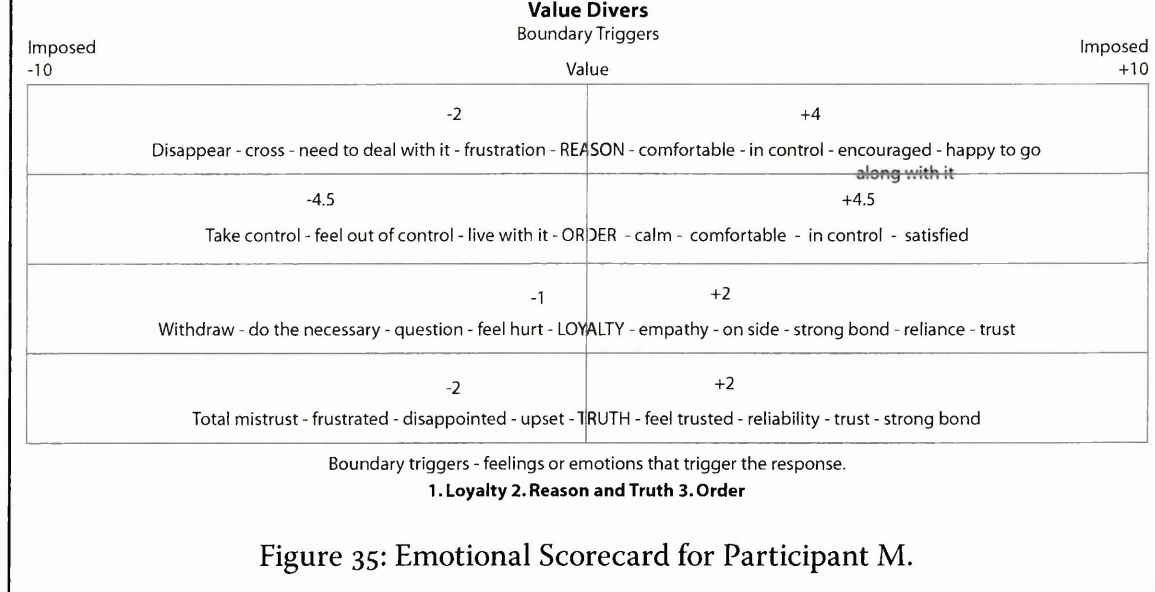 Value Divers
Boundary Triggers
Imposed Imposed
-10 Value +10
-2 +4
Disappear - cross - need to deal with it - frustration - REASON - comfortable - in control - encouraged - happy to go
along with it
-4.5 +4.5
Take control - feel out of control - live with it - ORDER - calm - comfortable - in control - satisfied
-1 +2
Withdraw - do the necessary - question - feel hurt - LOYALTY - empathy - on side - strong bond - reliance - trust
-2 +2
Total mistrust - frustrated - disappointed - upset - TRUTH - feel trusted - reliability - trust - strong bond
Boundary triggers - feelings or emotions that trigger the response.
1. Loyalty 2. Reason and Truth 3. Order
Figure 35: Emotional Scorecard for Participant M.